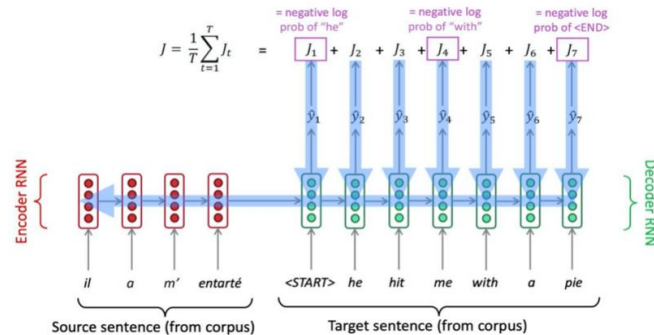 = negative log
prob of "he"
= negative log
prob of "with"
= negative log
prob of <END>
J = 1/T ∑ᵀₜ₌₁ Jₜ = J₁ + J₂ + J₃ + J₄ + J₅ + J₆ + J₇
ŷ₁ ŷ₂ ŷ₃ ŷ₄ ŷ₅ ŷ₆ ŷ₇
Encoder RNN
Decoder RNN
il a m' entarté <START> he hit me with a pie
Source sentence (from corpus)
Target sentence (from corpus)